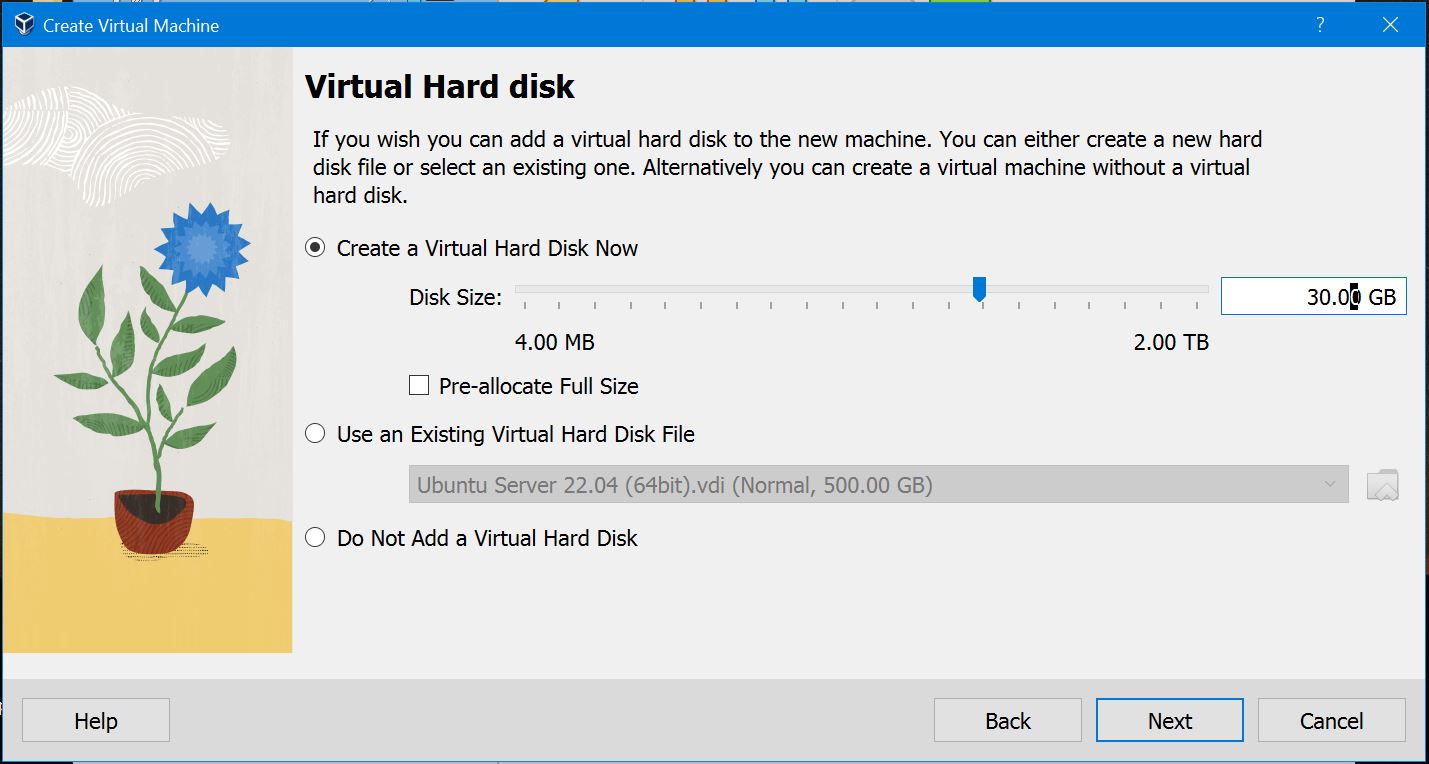 Create Virtual Machine
?
Virtual Hard disk
If you wish you can add a virtual hard disk to the new machine. You can either create a new hard
disk file or select an existing one. Alternatively you can create a virtual machine without a virtual
hard disk.
Create a Virtual Hard Disk Now
Disk Size:
30.00 GB
4.00 MB
2.00 TB
Pre-allocate Full Size
Use an Existing Virtual Hard Disk File
Ubuntu Server 22.04 (64bit).vdi (Normal, 500.00 GB)
Do Not Add a Virtual Hard Disk
Help
Back
Next
Cancel